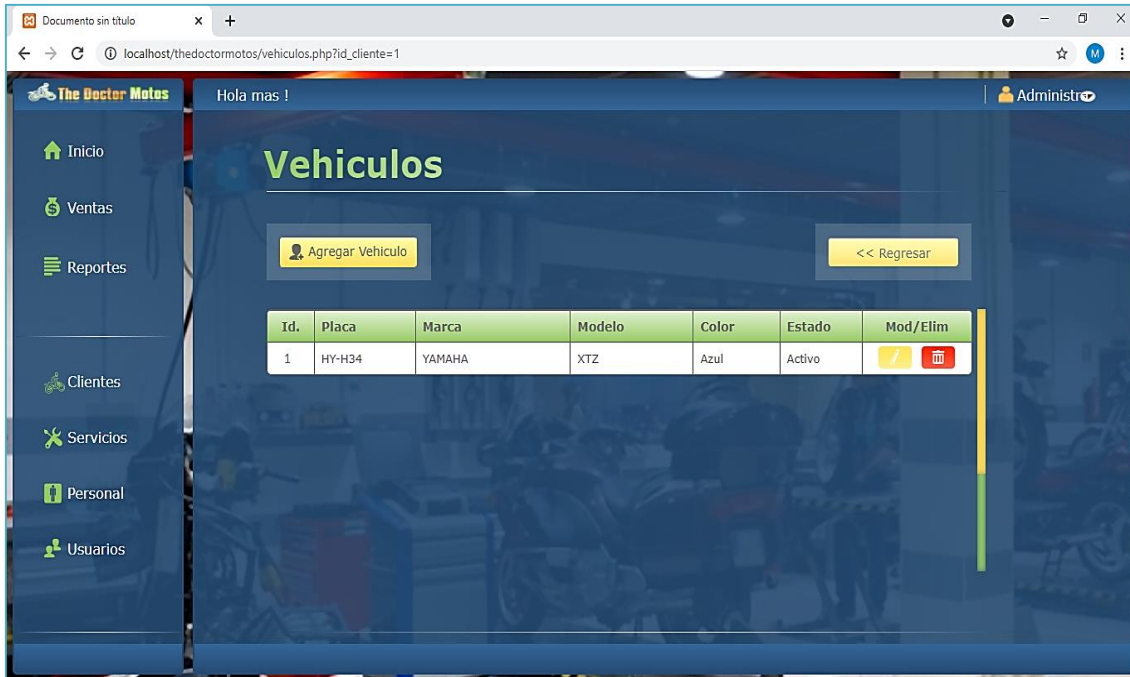 Documento sin título
localhost/thedoctormotos/vehiculos.php?id_cliente=1
M
The Doctor Motos
Hola mas !
Administr
Inicio
Ventas
Reportes
Clientes
Servicios
Personal
Usuarios
Vehiculos
Agregar Vehiculo
<< Regresar
Id. Placa Marca Modelo Color Estado Mod/Elim
1 HY-H34 YAMAHA XTZ Azul Activo